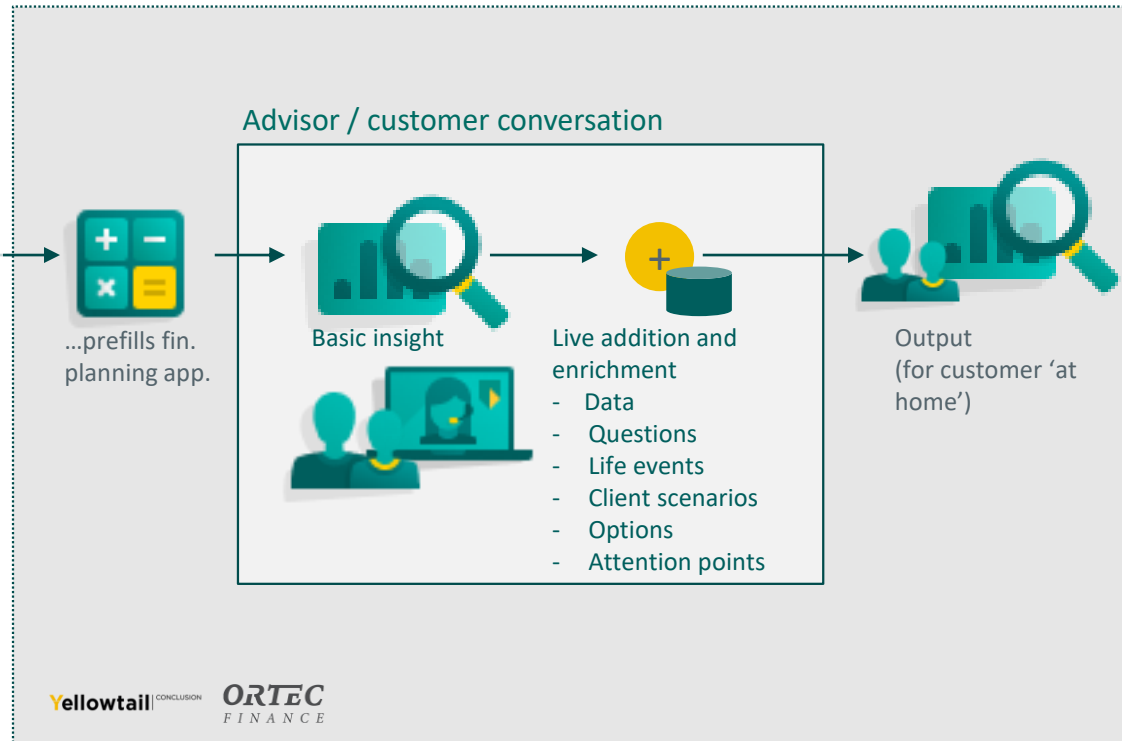 Advisor / customer conversation
...prefills fin.
planning app.
Basic insight
+
Live addition and
enrichment
- Data
- Questions
- Life events
- Client scenarios
- Options
- Attention points
Output
(for customer ‘at
home’)
Yellowtail | CONCLUSION
ORTEC
FINANCE